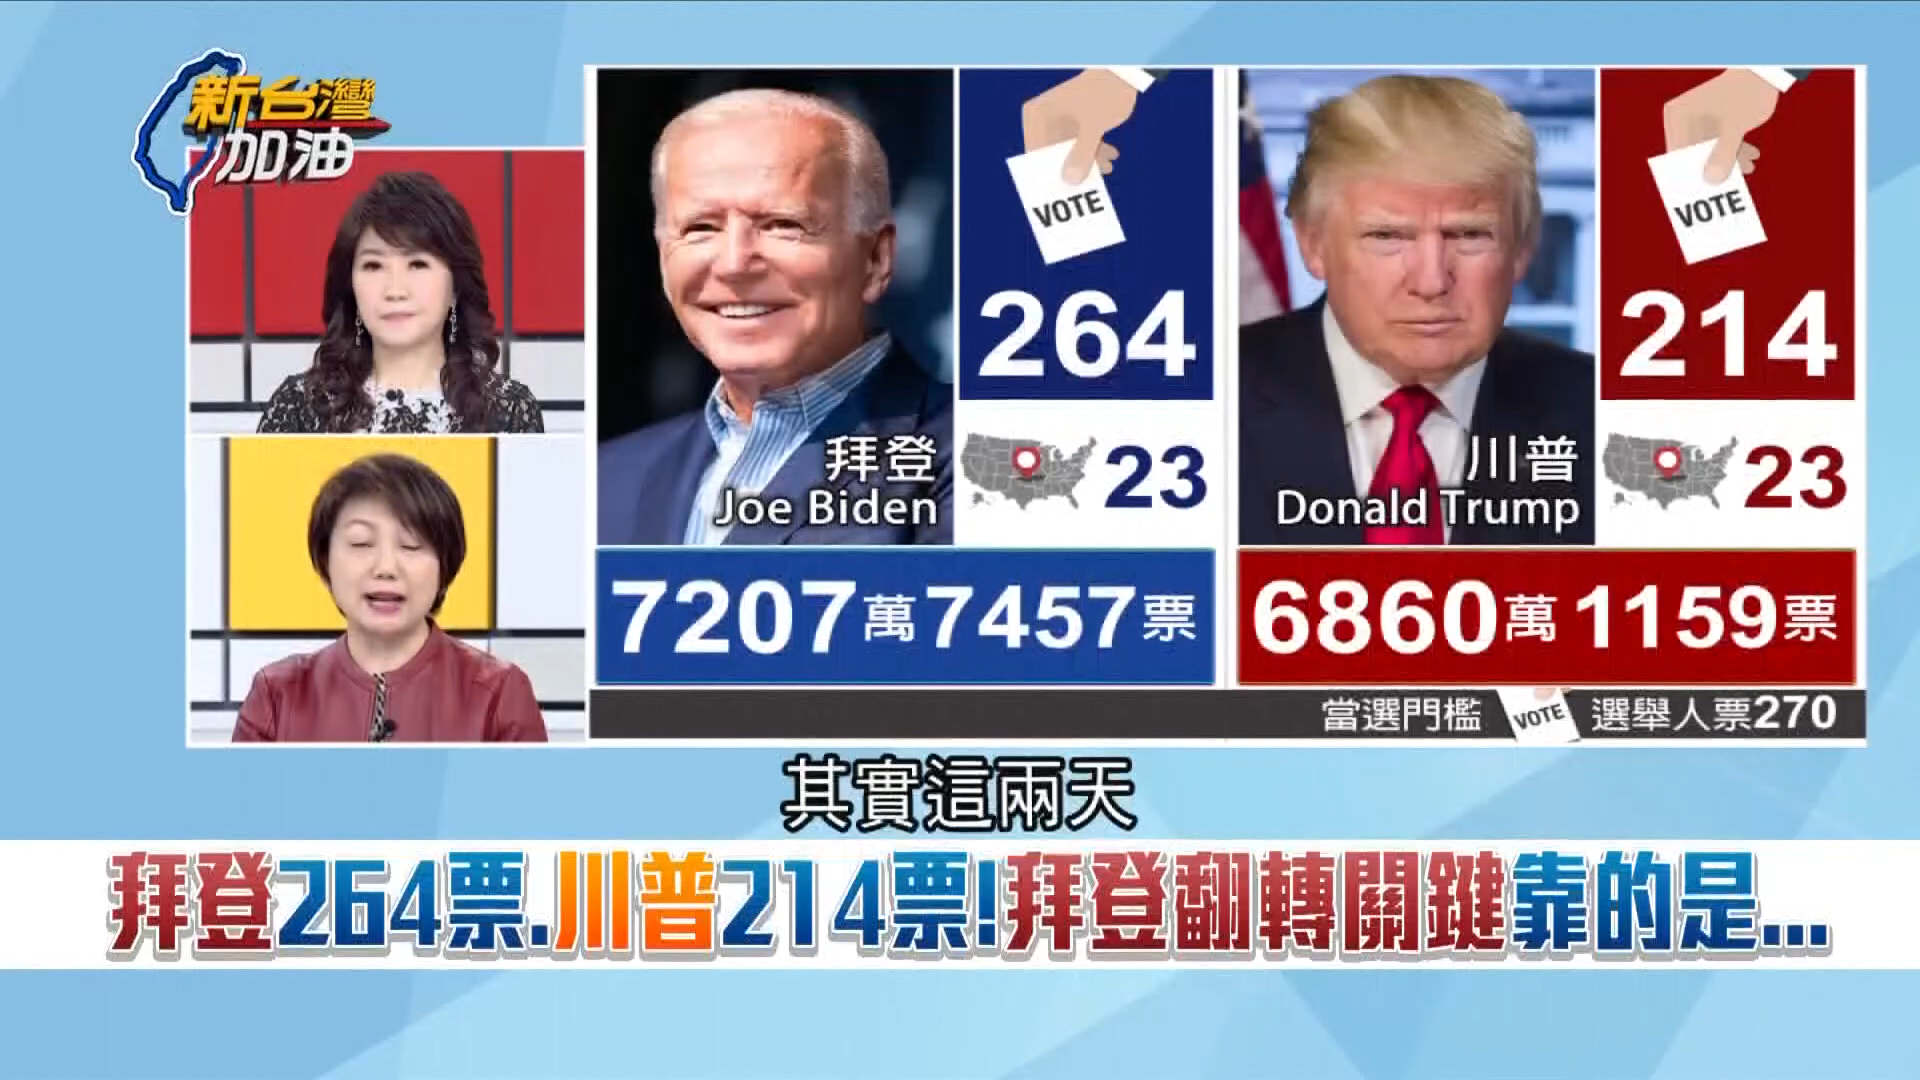 新台灣
加油
VOTE
264
拜登
Joe Biden
23
7207萬7457票
VOTE
214
川普
Donald Trump
23
6860萬1159票
當選門檻 VOTE 選舉人票270
其實這兩天
拜登264票.川普214票!拜登翻轉關鍵靠的是...